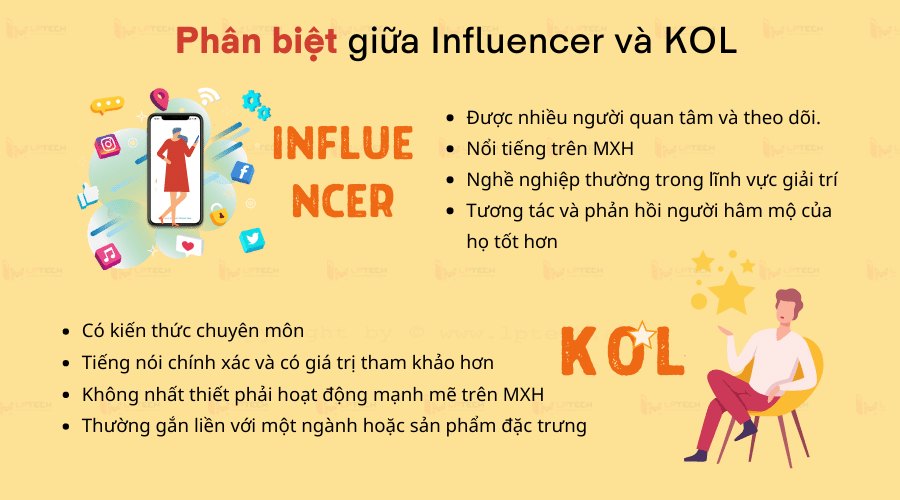 Phân biệt giữa Influencer và KOL
INFLUE
NCER
Được nhiều người quan tâm và theo dõi.
Nổi tiếng trên MXH
Nghề nghiệp thường trong lĩnh vực giải trí
Tương tác và phản hồi người hâm mộ của
họ tốt hơn
KOL
Có kiến thức chuyên môn
Tiếng nói chính xác và có giá trị tham khảo hơn
Không nhất thiết phải hoạt động mạnh mẽ trên MXH
Thường gắn liền với một ngành hoặc sản phẩm đặc trưng
LPTECH